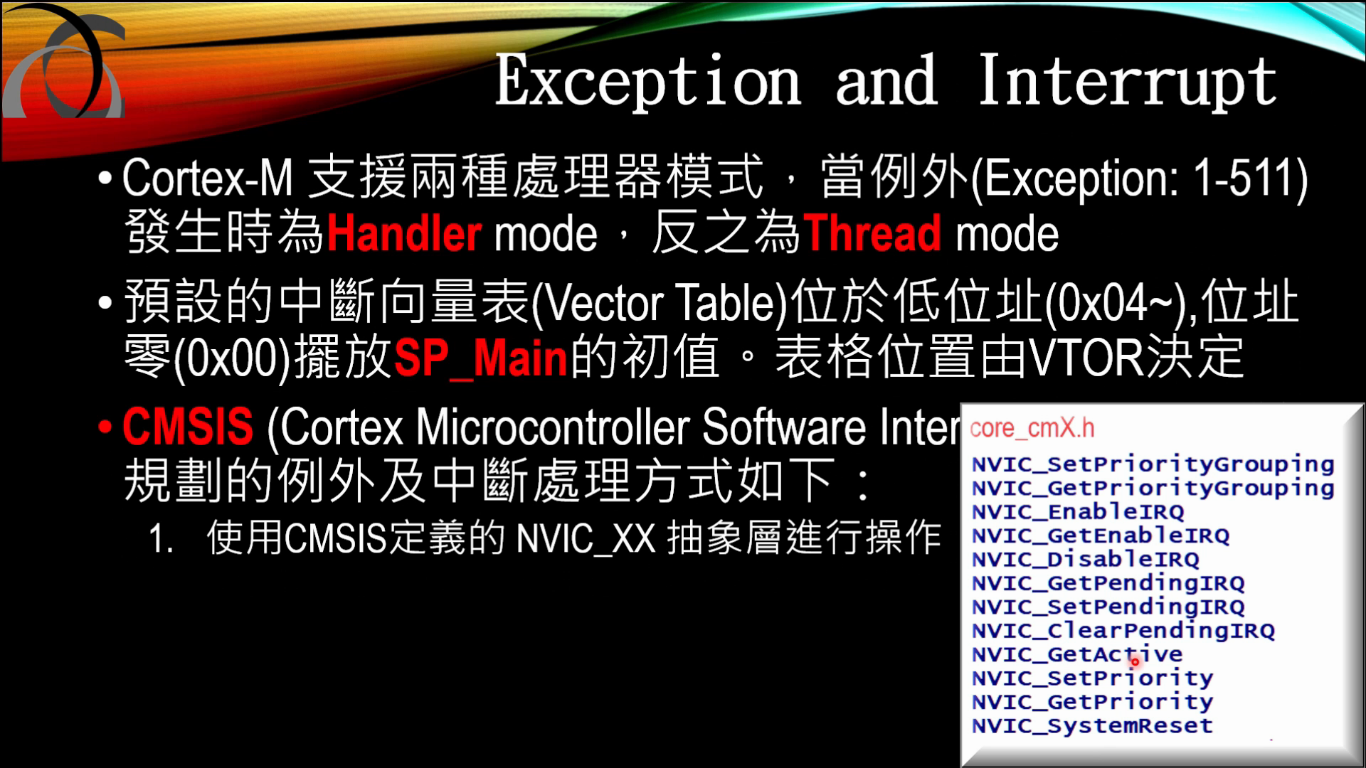 Exception and Interrupt
•Cortex-M 支援兩種處理器模式，當例外(Exception: 1-511)
發生時為Handler mode，反之為Thread mode
•預設的中斷向量表(Vector Table)位於低位址(0x04~),位址
零(0x00)擺放SP_Main的初值。表格位置由VTOR決定
•CMSIS (Cortex Microcontroller Software Inter
規劃的例外及中斷處理方式如下：
1. 使用CMSIS定義的 NVIC_XX 抽象層進行操作
core_cmX.h
NVIC_SetPriorityGrouping
NVIC_GetPriorityGrouping
NVIC_EnableIRQ
NVIC_GetEnableIRQ
NVIC_DisableIRQ
NVIC_GetPendingIRQ
NVIC_SetPendingIRQ
NVIC_ClearPendingIRQ
NVIC_GetActive
NVIC_SetPriority
NVIC_GetPriority
NVIC_SystemReset